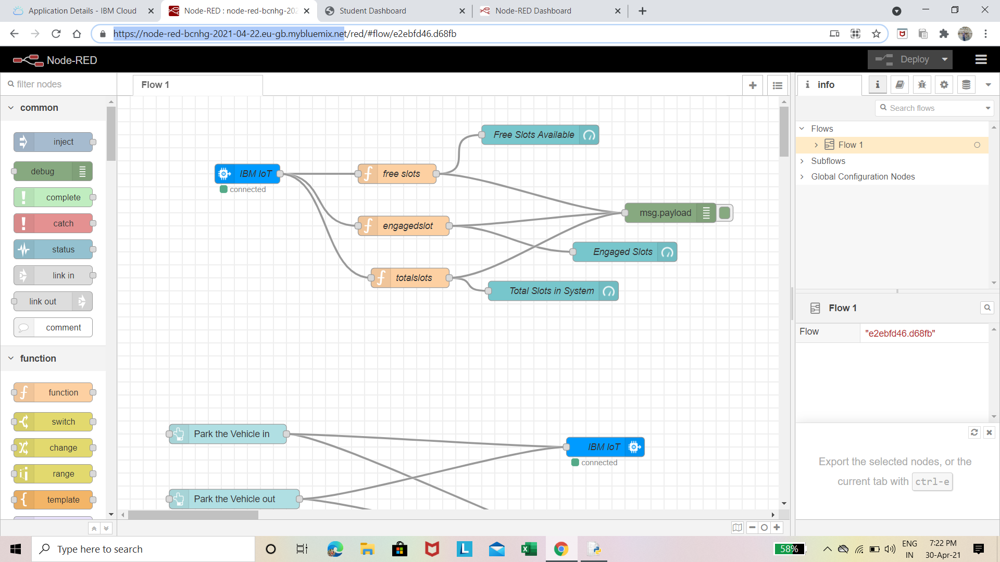 Application Details - IBM Cloud
Node-RED : node-red-bcnhg-202
Student Dashboard
Node-RED Dashboard
https://node-red-bcnhg-2021-04-22.eu-gb.mybluemix.net/red/#flow/e2ebfd46.d68fb
Node-RED
Deploy
filter nodes
Flow 1
info
common
Search flows
Flows
Flow 1
Subflows
Global Configuration Nodes
inject
debug
complete
catch
status
link in
link out
comment
function
function
switch
change
range
template
Free Slots Available
IBM IoT
connected
free slots
msg.payload
engagedslot
Engaged Slots
totalslots
Total Slots in System
Park the Vehicle in
IBM IoT
connected
Park the Vehicle out
Flow 1
Flow
"e2ebfd46.d68fb"
Export the selected nodes, or the
current tab with ctrl-e
Type here to search
58%
ENG
IN
7:22 PM
30-Apr-21